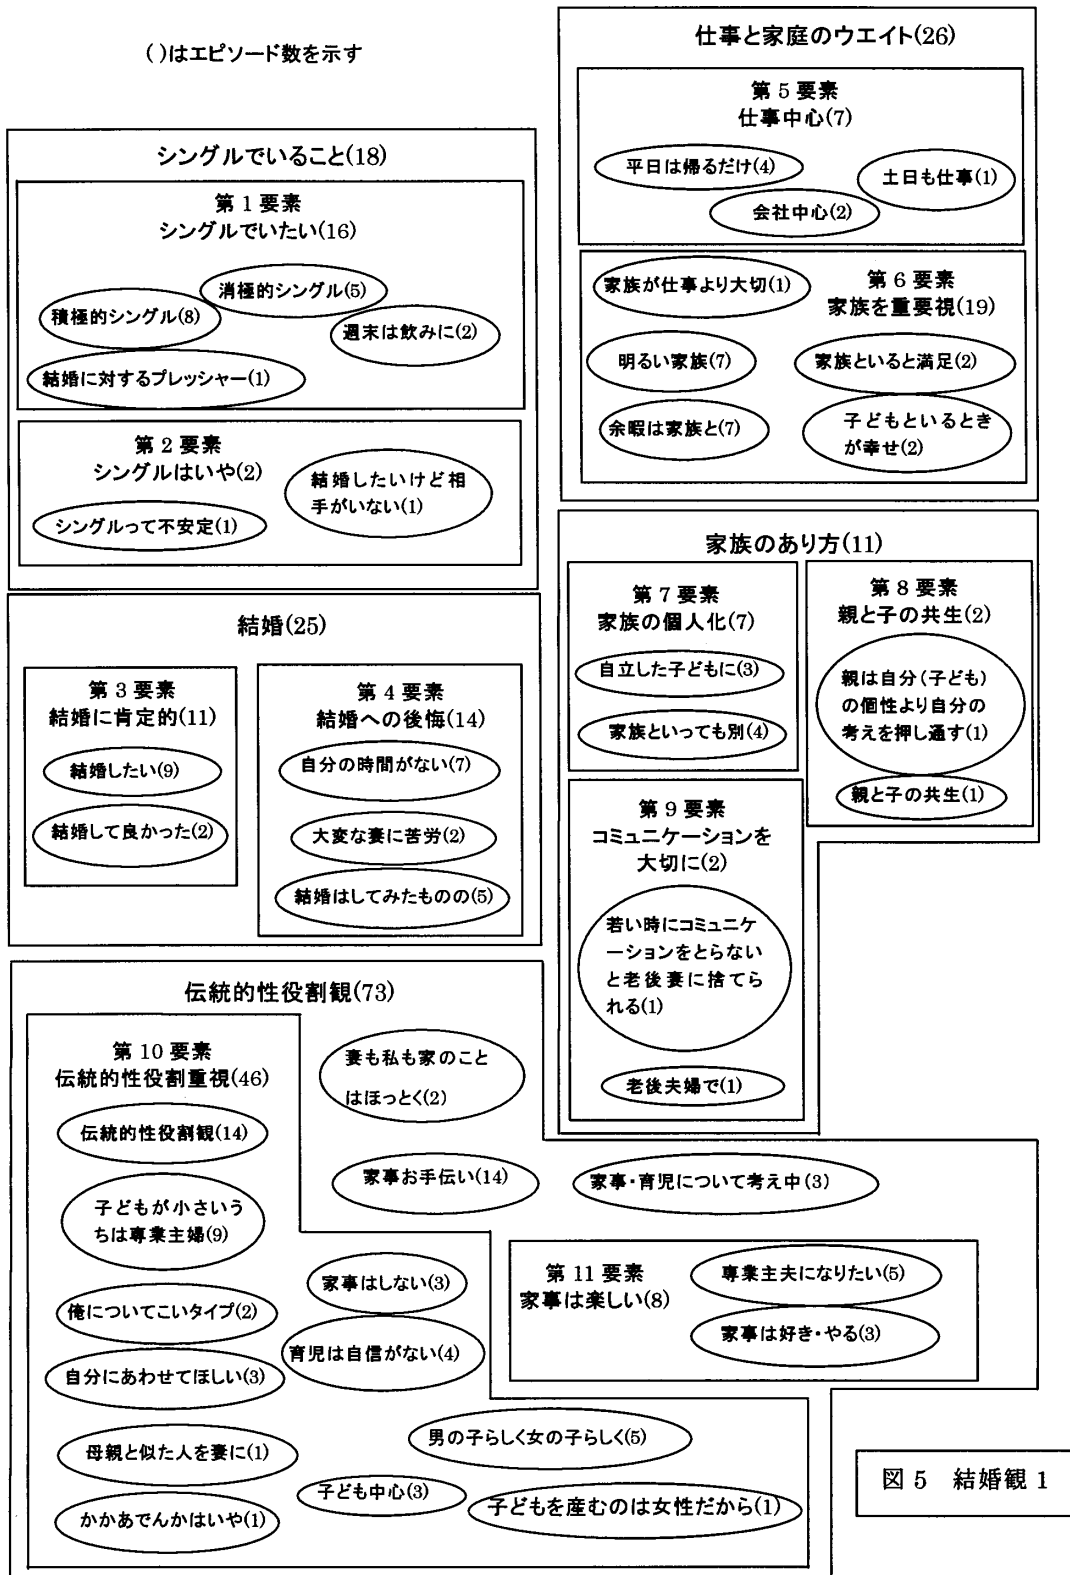 ()はエピソード数を示す
シングルでいること(18)
第1要素
シングルでいたい(16)
消極的シングル(5)
積極的シングル(8)
週末は飲みに(2)
結婚に対するプレッシャー(1)
第2要素
シングルはいや(2)
結婚したいけど相
手がいない(1)
シングルって不安定(1)
結婚(25)
第3要素
結婚に肯定的(11)
結婚したい(9)
結婚して良かった(2)
第4要素
結婚への後悔(14)
自分の時間がない(7)
大変な妻に苦労(2)
結婚はしてみたものの(5)
仕事と家庭のウエイト(26)
第5要素
仕事中心(7)
平日は帰るだけ(4)
土日も仕事(1)
会社中心(2)
家族が仕事より大切(1)
第6要素
家族を重要視(19)
明るい家族(7)
家族といると満足(2)
余暇は家族と(7)
子どもといるとき
が幸せ(2)
家族のあり方(11)
第7要素
家族の個人化(7)
自立した子どもに(3)
家族といっても別(4)
第8要素
親と子の共生(2)
親は自分(子ども)
の個性より自分の
考えを押し通す(1)
親と子の共生(1)
第9要素
コミュニケーションを
大切に(2)
若い時にコミュニケ
ーションをとらない
と老後妻に捨てら
れる(1)
老後夫婦で(1)
伝統的性役割観(73)
第10要素
伝統的性役割重視(46)
伝統的性役割観(14)
子どもが小さいう
ちは専業主婦(9)
俺についてこいタイプ(2)
自分にあわせてほしい(3)
母親と似た人を妻に(1)
かかあでんかはいや(1)
妻も私も家のこと
はほっとく(2)
家事お手伝い(14)
家事・育児について考え中(3)
家事はしない(3)
育児は自信がない(4)
第11要素
家事は楽しい(8)
専業主夫になりたい(5)
家事は好き・やる(3)
男の子らしく女の子らしく(5)
子ども中心(3)
子どもを産むのは女性だから(1)
図5 結婚観1